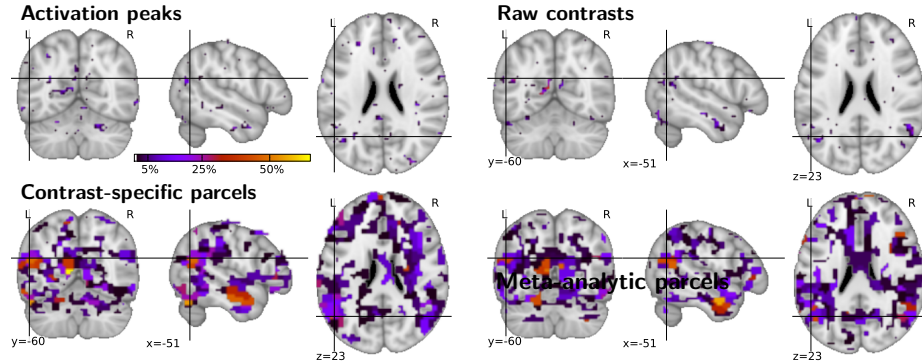 Activation peaks
Raw contrasts
L
R
L
R
5%
25%
50%
y=-60
x=-51
z=23
Contrast-specific parcels
L
R
R
L
R
R
Meta-analytic parcels
y=-60
x=-51
z=23
y=-60
x=-51
z=23